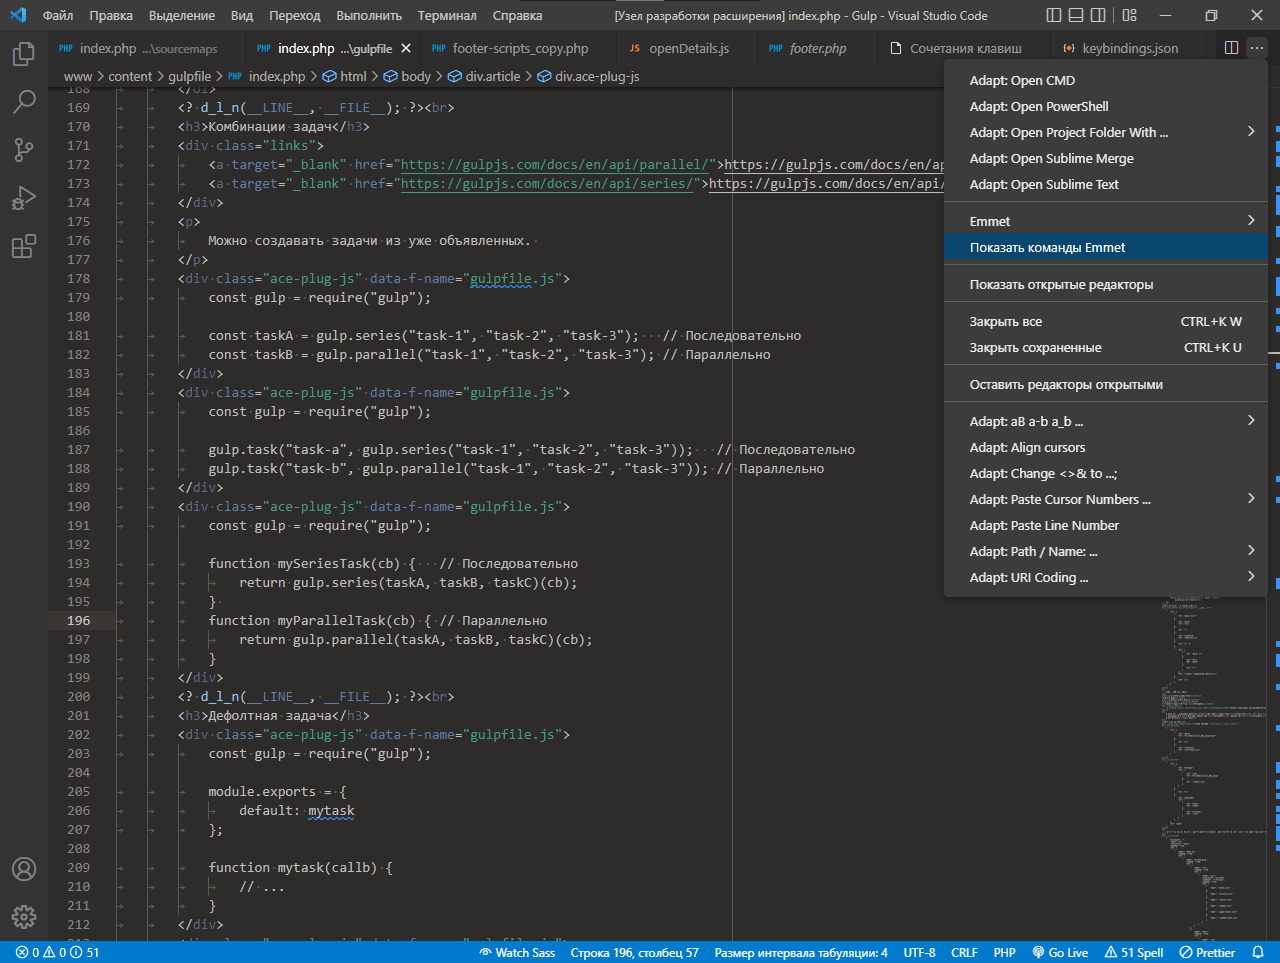 Файл Правка Выделение Вид Переход Выполнить Терминал Справка [Узел разработки расширения] index.php - Gulp - Visual Studio Code
index.php ...\sourcemaps index.php ...\gulpfile footer-scripts_copy.php openDetails.js footer.php Сочетания клавиш keybindings.json
www > content > gulpfile > index.php > html > body > div.article > div.ace-plug-js
168 </ol>
169 <? d_l_n(__LINE__, __FILE__); ?><br>
170 <h3>Комбинации задач</h3>
171 <div class="links">
172 <a target="_blank" href="https://gulpjs.com/docs/en/api/parallel/">https://gulpjs.com/docs/en/ap
173 <a target="_blank" href="https://gulpjs.com/docs/en/api/series/">https://gulpjs.com/docs/en/api/
174 </div>
175 <p>
176 Можно создавать задачи из уже объявленных.
177 </p>
178 <div class="ace-plug-js" data-f-name="gulpfile.js">
179 const gulp = require("gulp");
180
181 const taskA = gulp.series("task-1", "task-2", "task-3"); // Последовательно
182 const taskB = gulp.parallel("task-1", "task-2", "task-3"); // Параллельно
183 </div>
184 <div class="ace-plug-js" data-f-name="gulpfile.js">
185 const gulp = require("gulp");
186
187 gulp.task("task-a", gulp.series("task-1", "task-2", "task-3")); // Последовательно
188 gulp.task("task-b", gulp.parallel("task-1", "task-2", "task-3")); // Параллельно
189 </div>
190 <div class="ace-plug-js" data-f-name="gulpfile.js">
191 const gulp = require("gulp");
192
193 function mySeriesTask(cb) { // Последовательно
194 return gulp.series(taskA, taskB, taskC)(cb);
195 }
196 function myParallelTask(cb) { // Параллельно
197 return gulp.parallel(taskA, taskB, taskC)(cb);
198 }
199 </div>
200 <? d_l_n(__LINE__, __FILE__); ?><br>
201 <h3>Дефолтная задача</h3>
202 <div class="ace-plug-js" data-f-name="gulpfile.js">
203 const gulp = require("gulp");
204
205 module.exports = {
206 default: mytask
207 };
208
209 function mytask(callb) {
210 // ...
211 }
212 </div>
Adapt: Open CMD
Adapt: Open PowerShell
Adapt: Open Project Folder With ...
Adapt: Open Sublime Merge
Adapt: Open Sublime Text
Emmet
Показать команды Emmet
Показать открытые редакторы
Закрыть все CTRL+K W
Закрыть сохраненные CTRL+K U
Оставить редакторы открытыми
Adapt: aB a-b a_b ...
Adapt: Align cursors
Adapt: Change <>& to ...;
Adapt: Paste Cursor Numbers ...
Adapt: Paste Line Number
Adapt: Path / Name: ...
Adapt: URI Coding ...
0 0 51 Watch Sass Строка 196, столбец 57 Размер интервала табуляции: 4 UTF-8 CRLF PHP Go Live 51 Spell Prettier